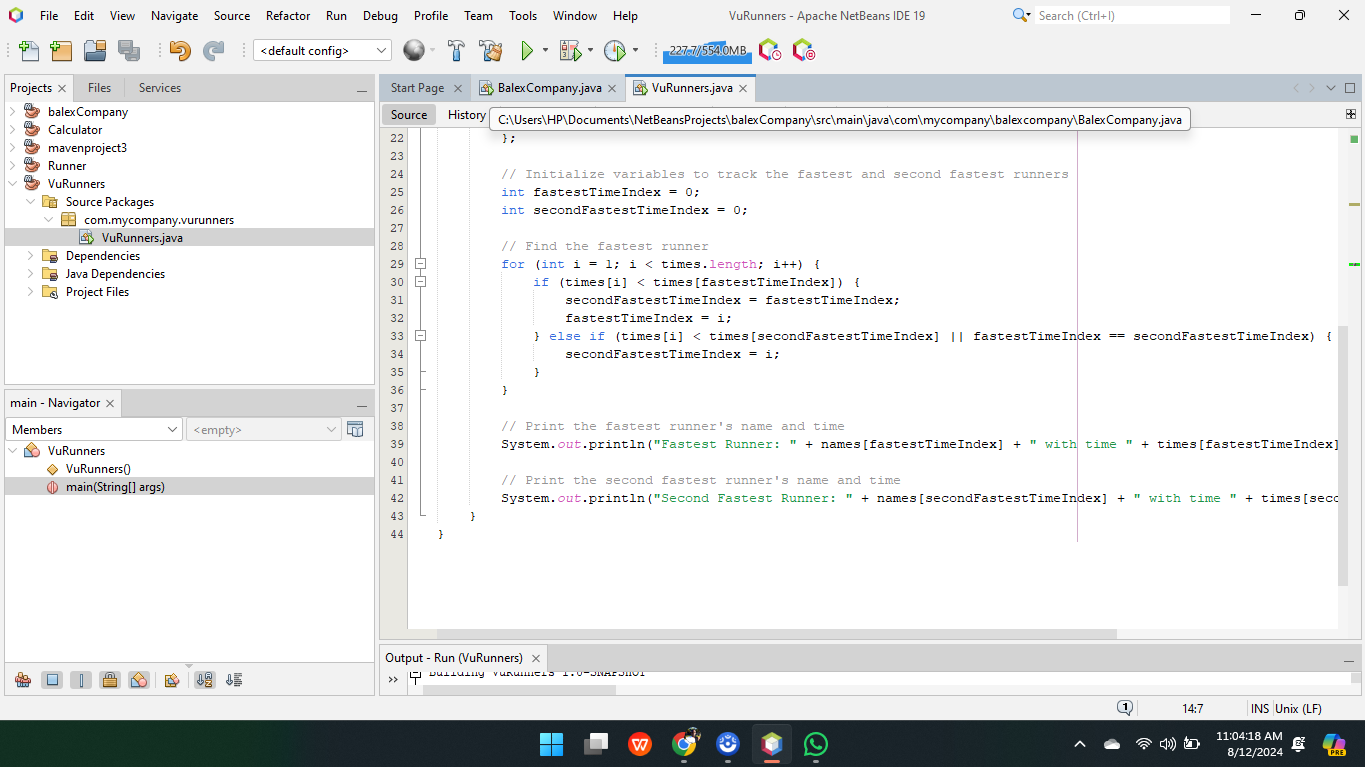 File Edit View Navigate Source Refactor Run Debug Profile Team Tools Window Help
VuRunners - Apache NetBeans IDE 19
Search (Ctrl+I)
<default config>
227.7/554.0MB
Projects Files Services
balexCompany
Calculator
mavenproject3
Runner
VuRunners
Source Packages
com.mycompany.vurunners
VuRunners.java
Dependencies
Java Dependencies
Project Files
main - Navigator
Members <empty>
VuRunners
VuRunners()
main(String[] args)
Start Page BalexCompany.java VuRunners.java
Source History
C:\Users\HP\Documents\NetBeansProjects\balexCompany\src\main\java\com\mycompany\balexcompany\BalexCompany.java
22 };
23
24 // Initialize variables to track the fastest and second fastest runners
25 int fastestTimeIndex = 0;
26 int secondFastestTimeIndex = 0;
27
28 // Find the fastest runner
29 for (int i = 1; i < times.length; i++) {
30 if (times[i] < times[fastestTimeIndex]) {
31 secondFastestTimeIndex = fastestTimeIndex;
32 fastestTimeIndex = i;
33 } else if (times[i] < times[secondFastestTimeIndex] || fastestTimeIndex == secondFastestTimeIndex) {
34 secondFastestTimeIndex = i;
35 }
36 }
37
38 // Print the fastest runner's name and time
39 System.out.println("Fastest Runner: " + names[fastestTimeIndex] + " with time " + times[fastestTimeIndex]
40
41 // Print the second fastest runner's name and time
42 System.out.println("Second Fastest Runner: " + names[secondFastestTimeIndex] + " with time " + times[seco
43 }
44 }
Output - Run (VuRunners)
Building VuRunners 1.0-SNAPSHOT
1 14:7 INS Unix (LF)
11:04:18 AM
8/12/2024
PRE